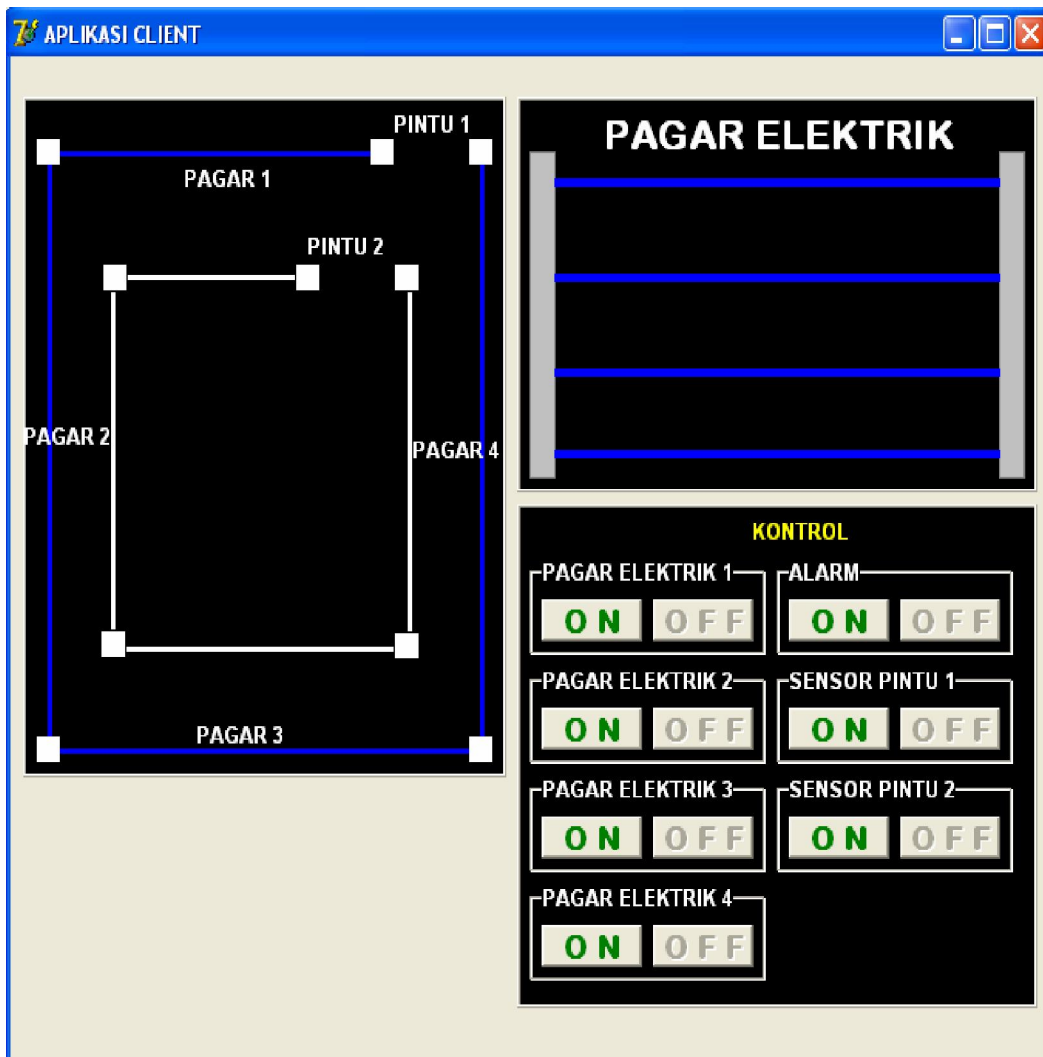 APLIKASI CLIENT
PINTU 1
PAGAR 1
PINTU 2
PAGAR 2
PAGAR 4
PAGAR 3
PAGAR ELEKTRIK
KONTROL
PAGAR ELEKTRIK 1
ON OFF
ALARM
ON OFF
PAGAR ELEKTRIK 2
ON OFF
SENSOR PINTU 1
ON OFF
PAGAR ELEKTRIK 3
ON OFF
SENSOR PINTU 2
ON OFF
PAGAR ELEKTRIK 4
ON OFF